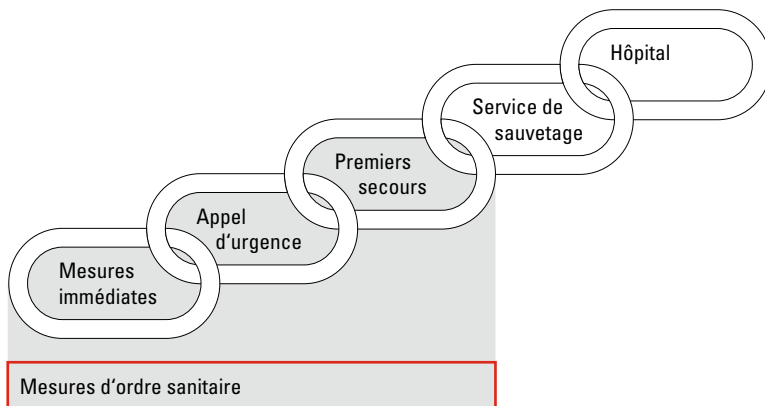 Hôpital
Service de
sauvetage
Premiers
secours
Appel
d‘urgence
Mesures
immédiates
Mesures d‘ordre sanitaire